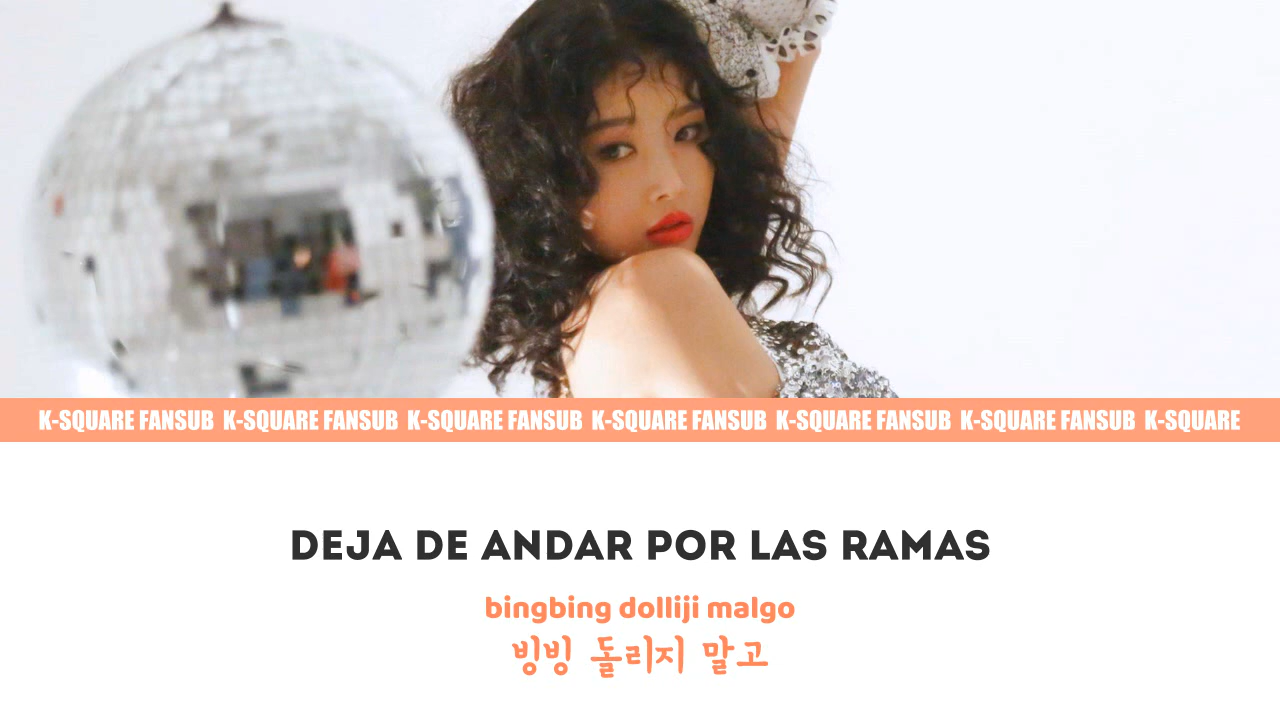 K-SQUARE FANSUB K-SQUARE FANSUB K-SQUARE FANSUB K-SQUARE FANSUB K-SQUARE FANSUB K-SQUARE FANSUB K-SQUARE
DEJA DE ANDAR POR LAS RAMAS
bingbing dolliji malgo
빙빙 돌리지 말고